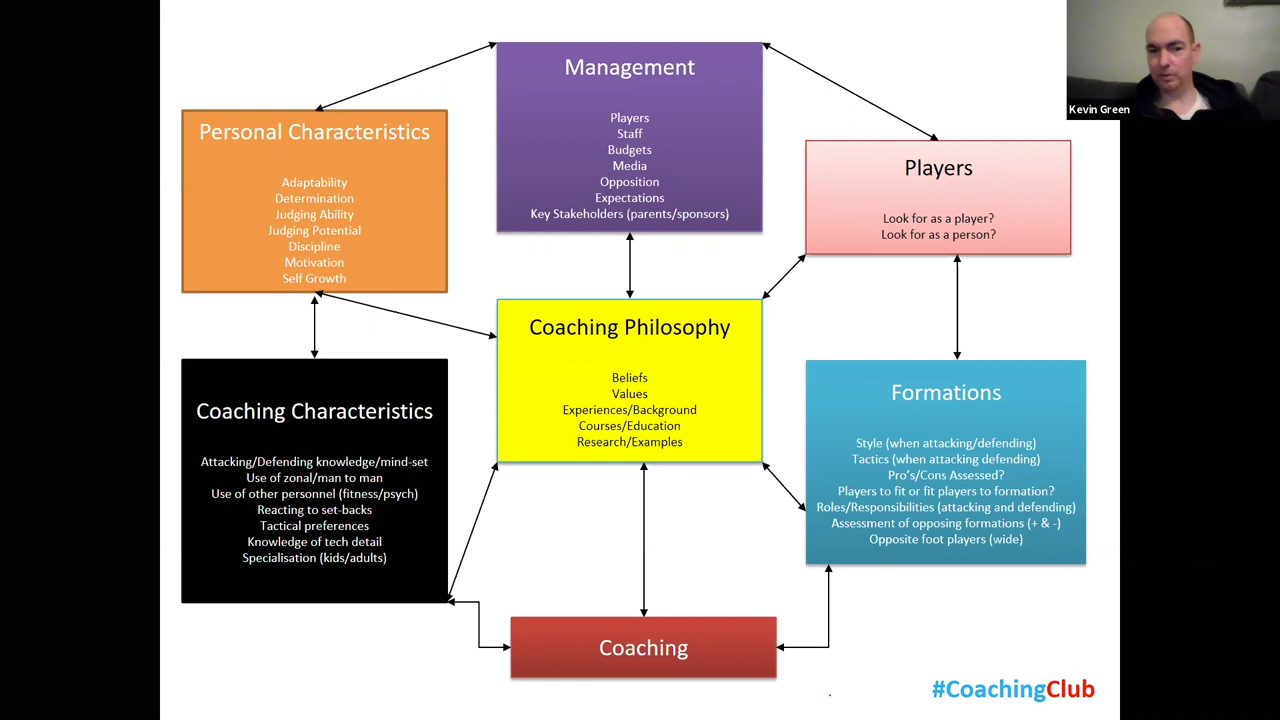 Management
Players
Staff
Budgets
Media
Opposition
Expectations
Key Stakeholders (parents/sponsors)
Kevin Green
Personal Characteristics
Adaptability
Determination
Judging Ability
Judging Potential
Discipline
Motivation
Self Growth
Players
Look for as a player?
Look for as a person?
Coaching Philosophy
Beliefs
Values
Experiences/Background
Courses/Education
Research/Examples
Coaching Characteristics
Attacking/Defending knowledge/mind-set
Use of zonal/man to man
Use of other personnel (fitness/psych)
Reacting to set-backs
Tactical preferences
Knowledge of tech detail
Specialisation (kids/adults)
Formations
Style (when attacking/defending)
Tactics (when attacking defending)
Pro's/Cons Assessed?
Players to fit or fit players to formation?
Roles/Responsibilities (attacking and defending)
Assessment of opposing formations (+ & -)
Opposite foot players (wide)
Coaching
#CoachingClub